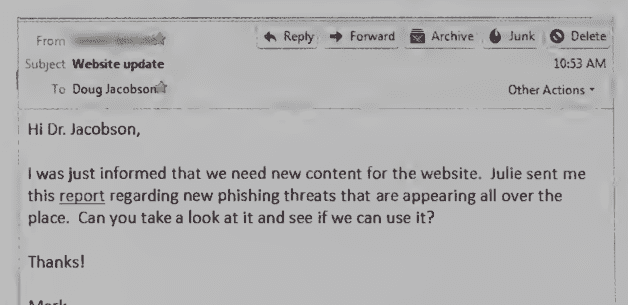 From Reply Forward Archive Junk Delete
Subject Website update 10:53 AM
To Doug Jacobson Other Actions
Hi Dr. Jacobson,
I was just informed that we need new content for the website. Julie sent me
this report regarding new phishing threats that are appearing all over the
place. Can you take a look at it and see if we can use it?
Thanks!